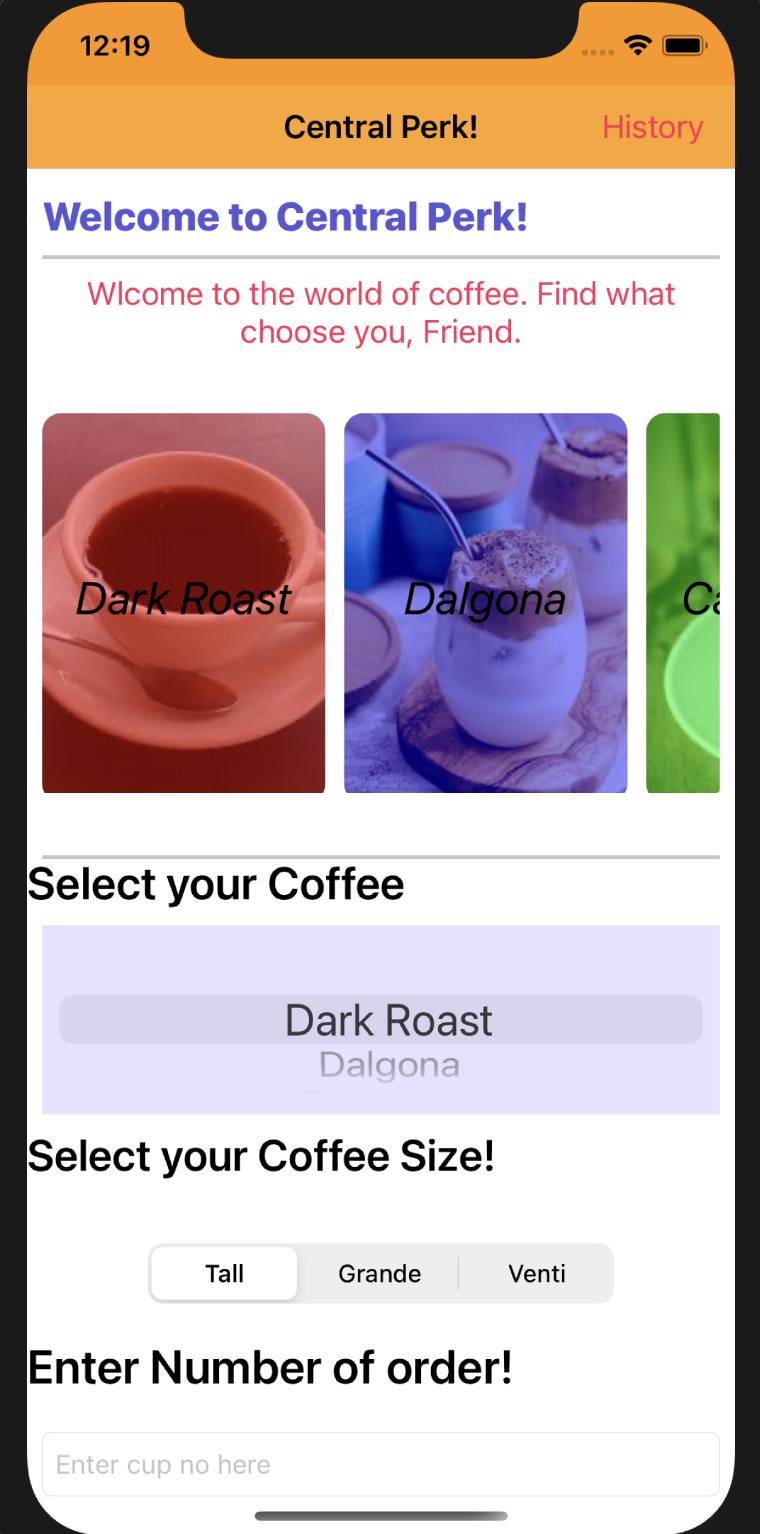 12:19
Central Perk!
History
Welcome to Central Perk!
Wlcome to the world of coffee. Find what
choose you, Friend.
Dark Roast
Dalgona
Select your Coffee
Dark Roast
Dalgona
Select your Coffee Size!
Tall
Grande
Venti
Enter Number of order!
Enter cup no here